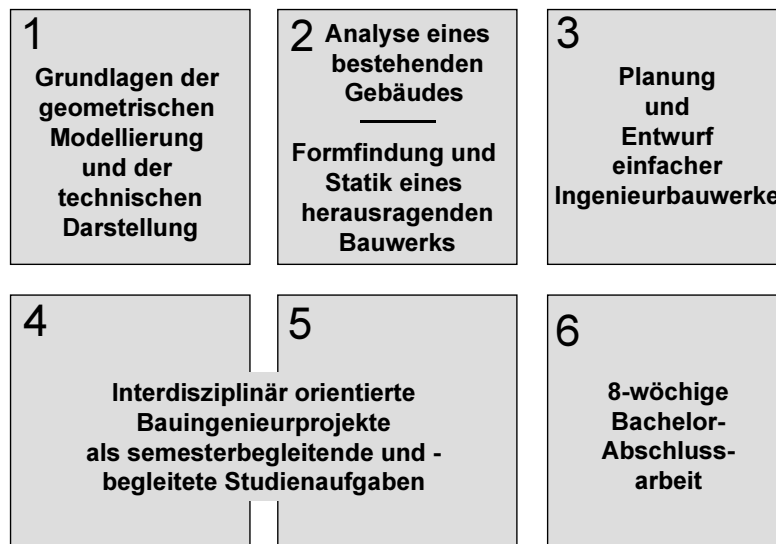 1
Grundlagen der
geometrischen
Modellierung
und der
technischen
Darstellung
2
Analyse eines
bestehenden
Gebäudes
Formfindung und
Statik eines
herausragenden
Bauwerks
3
Planung
und
Entwurf
einfacher
Ingenieurbauwerke
4
5
Interdisziplinär orientierte
Bauingenieurprojekte
als semesterbegleitende und -
begleitete Studienaufgaben
6
8-wöchige
Bachelor-
Abschluss-
arbeit